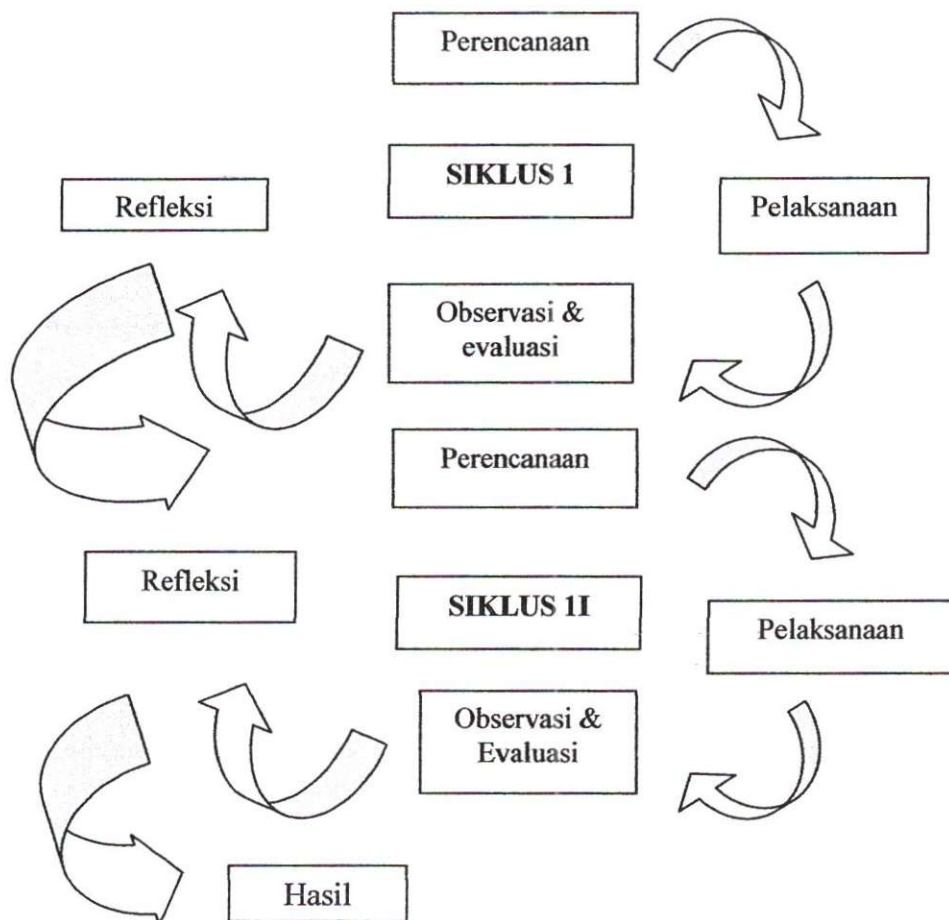 Perencanaan
SIKLUS 1
Refleksi
Pelaksanaan
Observasi &
evaluasi
Perencanaan
Refleksi
SIKLUS 1I
Pelaksanaan
Observasi &
Evaluasi
Hasil